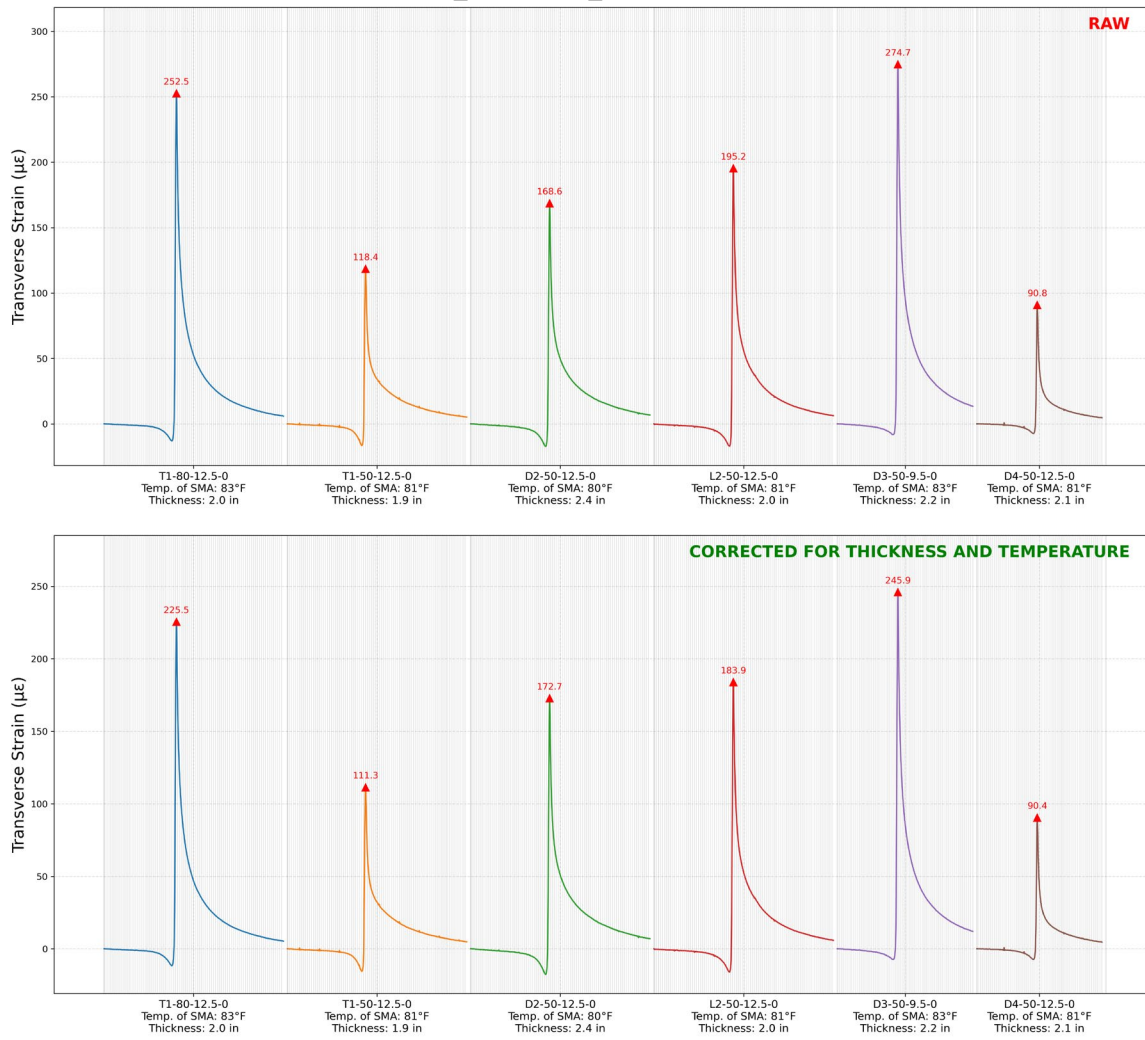 RAW
Transverse Strain (με)
300
250
200
150
100
50
0
252.5
118.4
168.6
195.2
274.7
90.8
T1-80-12.5-0
Temp. of SMA: 83°F
Thickness: 2.0 in
T1-50-12.5-0
Temp. of SMA: 81°F
Thickness: 1.9 in
D2-50-12.5-0
Temp. of SMA: 80°F
Thickness: 2.4 in
L2-50-12.5-0
Temp. of SMA: 81°F
Thickness: 2.0 in
D3-50-9.5-0
Temp. of SMA: 83°F
Thickness: 2.2 in
D4-50-12.5-0
Temp. of SMA: 81°F
Thickness: 2.1 in
CORRECTED FOR THICKNESS AND TEMPERATURE
Transverse Strain (με)
250
200
150
100
50
0
225.5
111.3
172.7
183.9
245.9
90.4
T1-80-12.5-0
Temp. of SMA: 83°F
Thickness: 2.0 in
T1-50-12.5-0
Temp. of SMA: 81°F
Thickness: 1.9 in
D2-50-12.5-0
Temp. of SMA: 80°F
Thickness: 2.4 in
L2-50-12.5-0
Temp. of SMA: 81°F
Thickness: 2.0 in
D3-50-9.5-0
Temp. of SMA: 83°F
Thickness: 2.2 in
D4-50-12.5-0
Temp. of SMA: 81°F
Thickness: 2.1 in